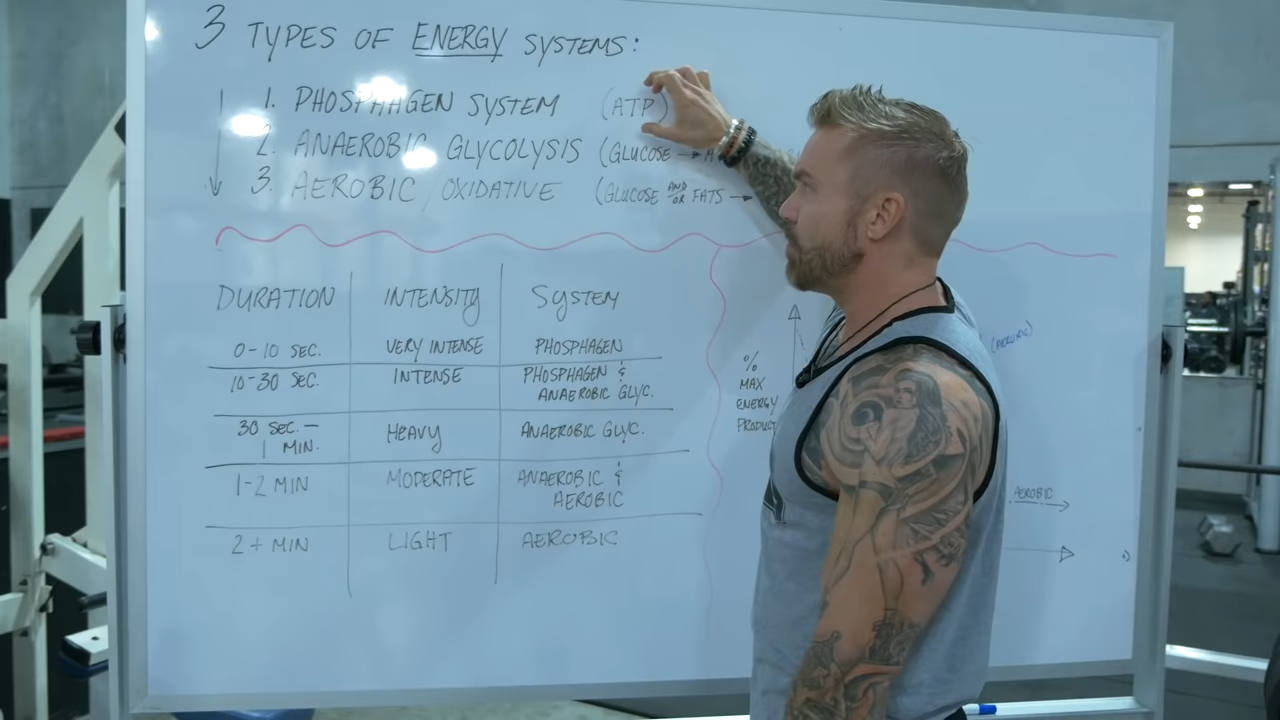 3 TYPES OF ENERGY SYSTEMS:
1. PHOSPHAGEN SYSTEM (ATP)
2. ANAEROBIC GLYCOLYSIS (GLUCOSE →
3. AEROBIC / OXIDATIVE (GLUCOSE AND/OR FATS →
DURATION INTENSITY SYSTEM
0-10 SEC. VERY INTENSE PHOSPHAGEN
10-30 SEC. INTENSE PHOSPHAGEN & ANAEROBIC GLYC.
30 SEC. - 1 MIN. HEAVY ANAEROBIC GLYC.
1-2 MIN MODERATE ANAEROBIC & AEROBIC
2+ MIN LIGHT AEROBIC
%
MAX
ENERGY
PRODUCT
(AEROBIC)
AEROBIC